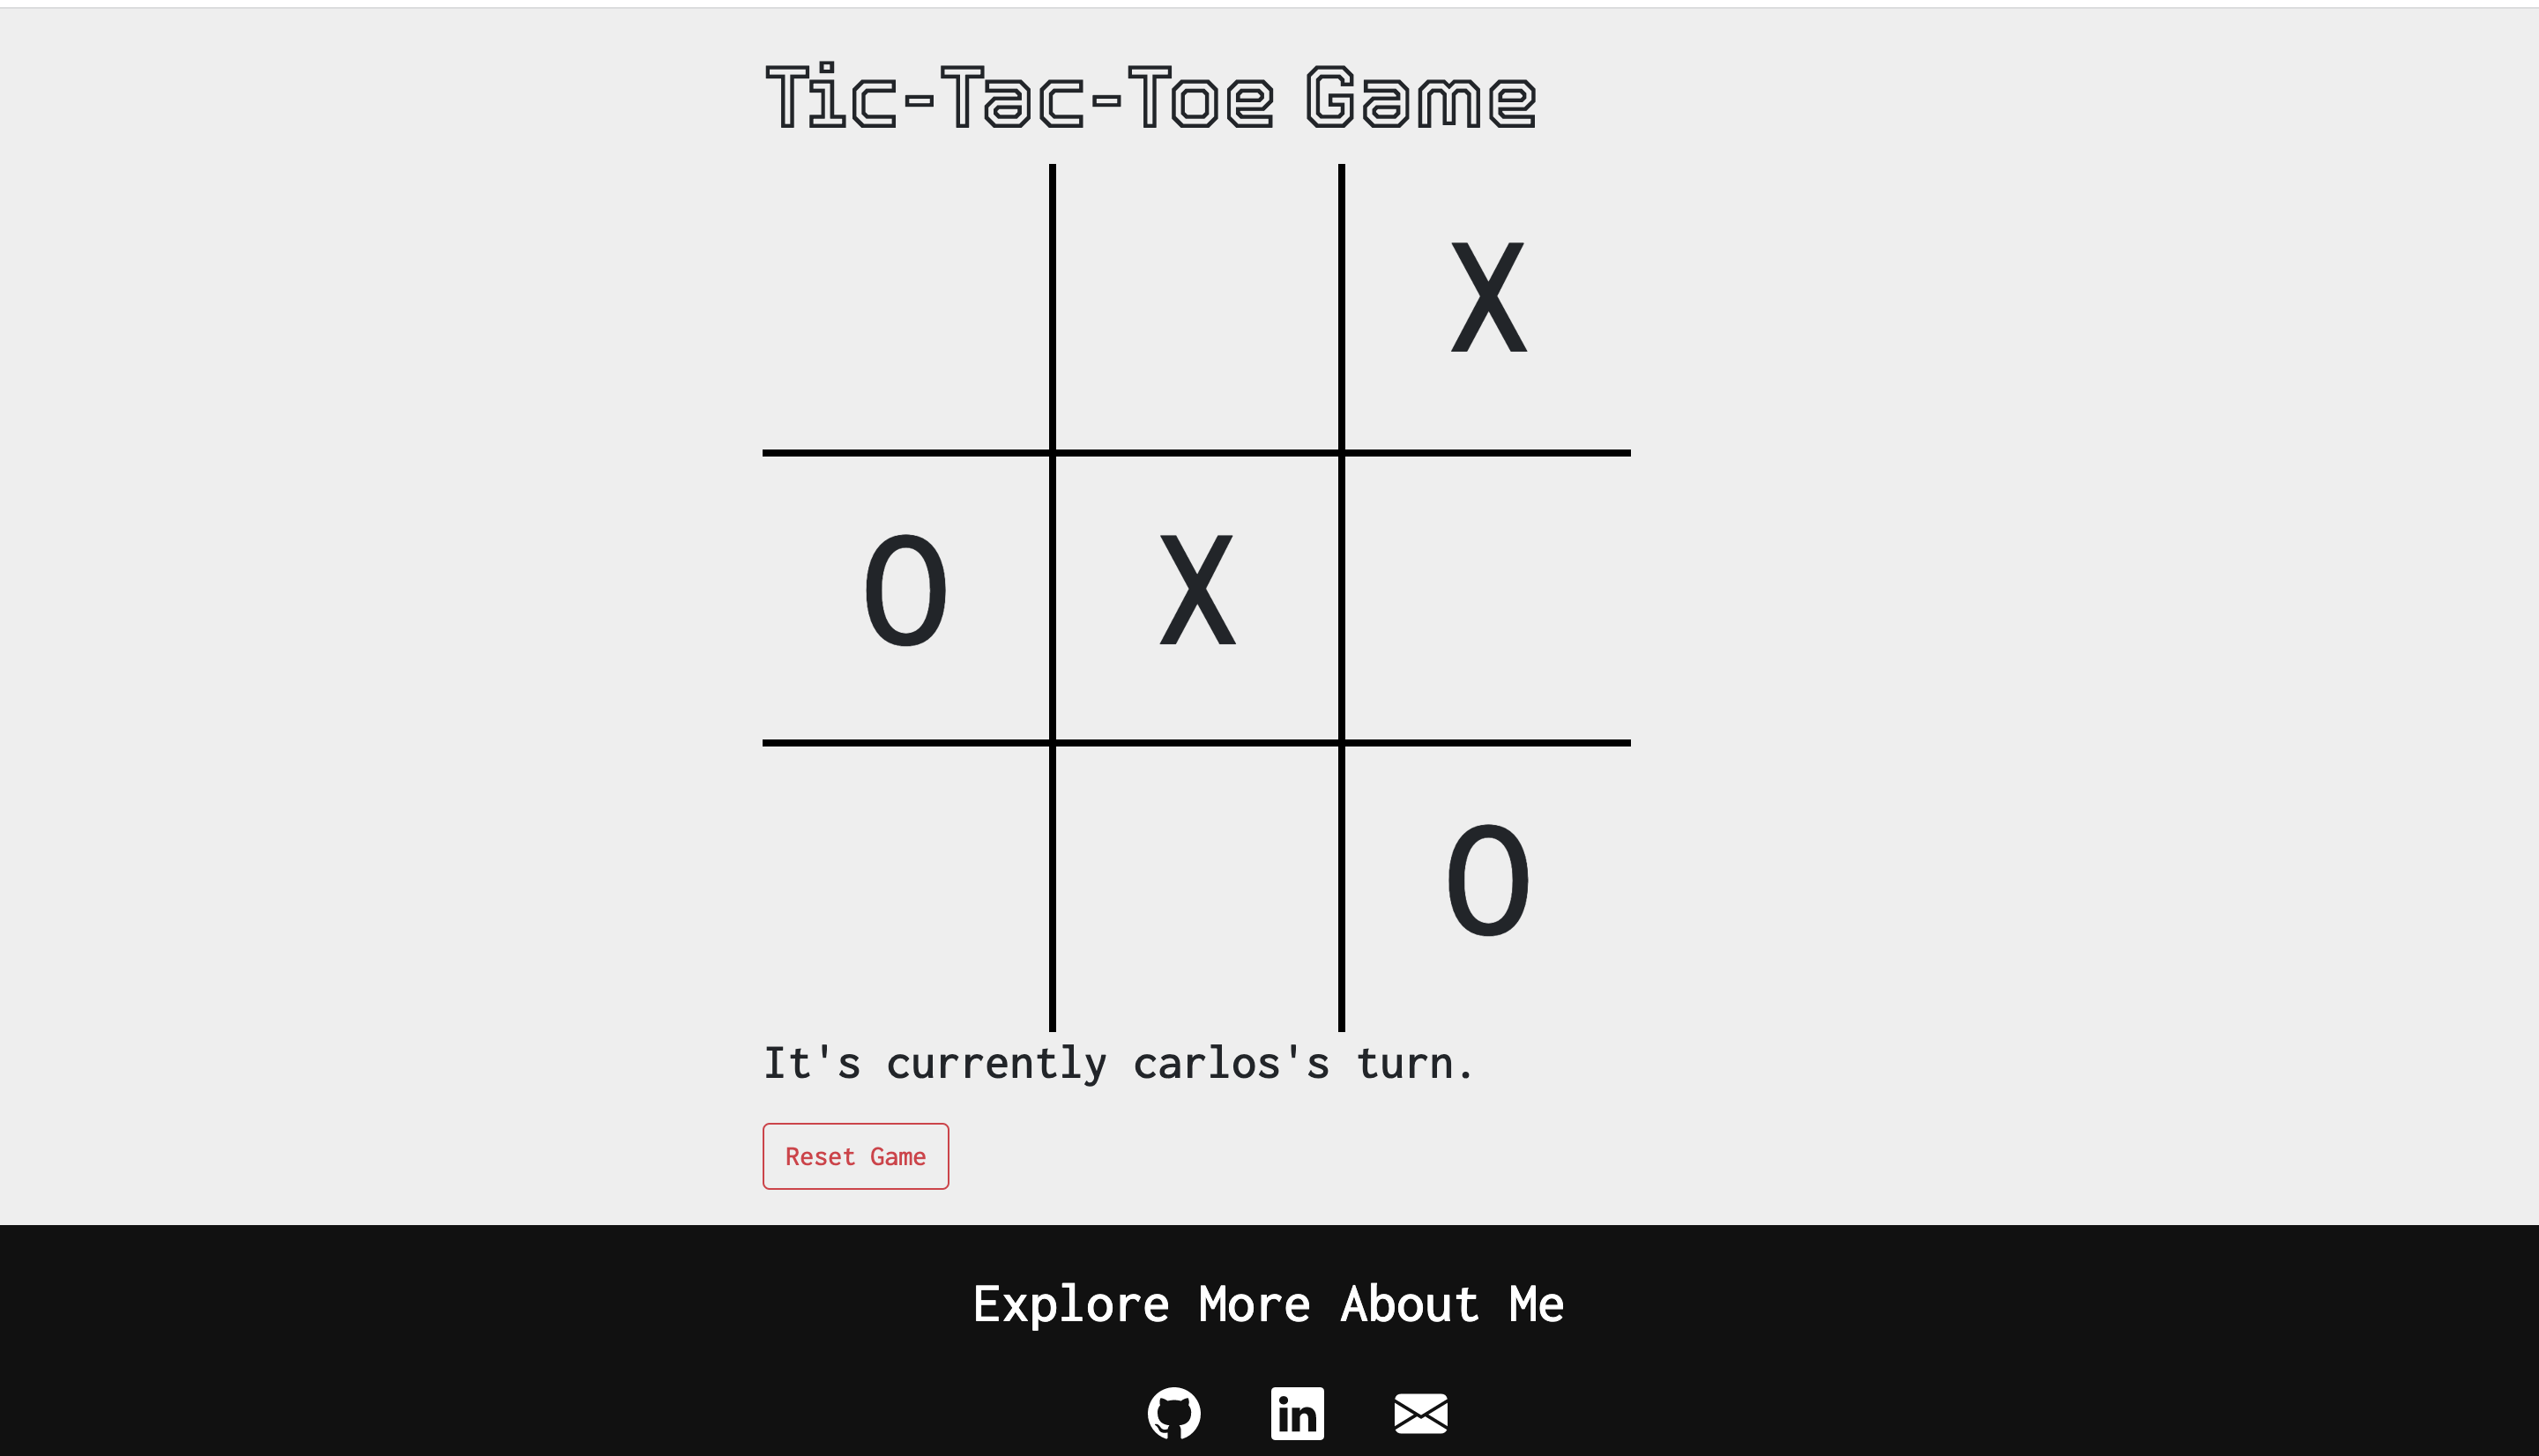 Tic-Tac-Toe Game
X
O X
O
It's currently carlos's turn.
Reset Game
Explore More About Me
in